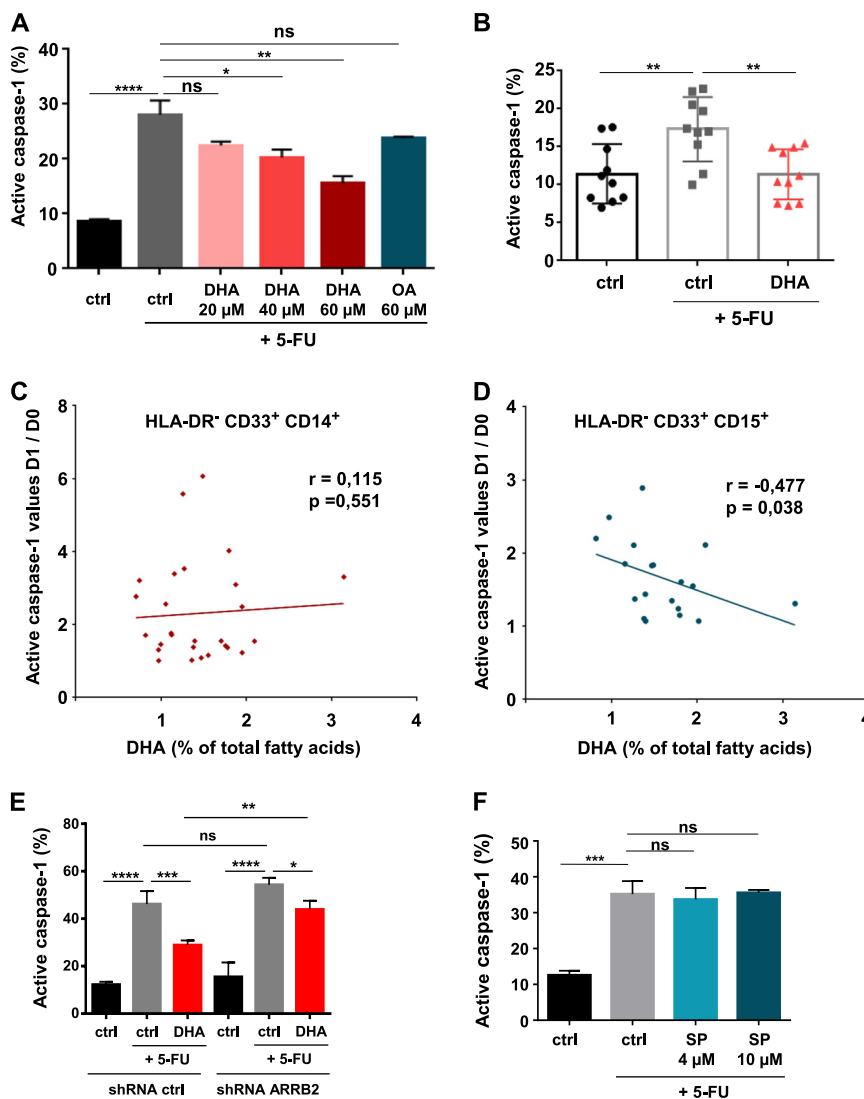 A
Active caspase-1 (%)
40
30
20
10
0
ns
**
*
**** ns
ctrl ctrl DHA DHA DHA OA
20 µM 40 µM 60 µM 60 µM
+ 5-FU
B
Active caspase-1 (%)
25
20
15
10
5
0
** **
ctrl ctrl DHA
+ 5-FU
C
Active caspase-1 values D1 / D0
8
6
4
2
0
HLA-DR- CD33+ CD14+
r = 0,115
p =0,551
1 2 3 4
DHA (% of total fatty acids)
D
Active caspase-1 values D1 / D0
4
3
2
1
0
HLA-DR- CD33+ CD15+
r = -0,477
p = 0,038
1 2 3 4
DHA (% of total fatty acids)
E
Active caspase-1 (%)
80
60
40
20
0
**
ns
**** *** **** *
ctrl ctrl DHA ctrl ctrl DHA
+ 5-FU + 5-FU
shRNA ctrl shRNA ARRB2
F
Active caspase-1 (%)
40
30
20
10
0
ns
ns
***
ctrl ctrl SP SP
4 µM 10 µM
+ 5-FU